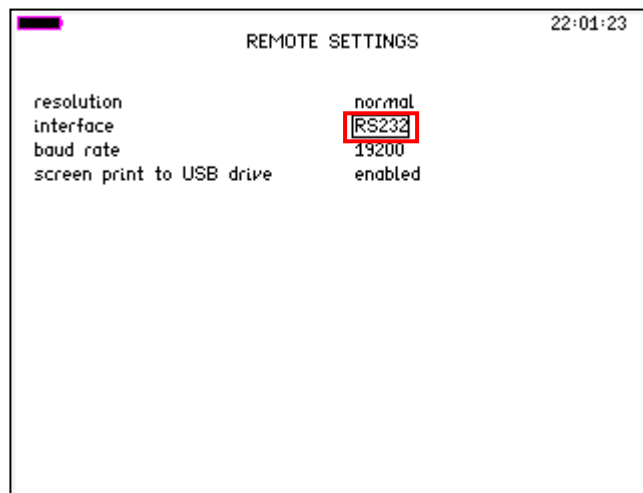 22:01:23
REMOTE SETTINGS
resolution normal
interface RS232
baud rate 19200
screen print to USB drive enabled